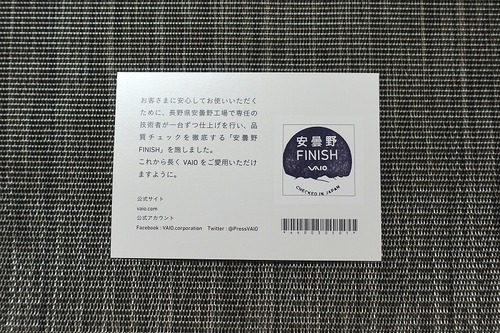 お客さまに安心してお使いいただく
ために、長野県安曇野工場で専任の
技術者が一台ずつ仕上げを行い、品
質チェックを徹底する「安曇野
FINISH」を施しました。
これから長く VAIO をご愛用いただけ
ますように。
公式サイト
vaio.com
公式アカウント
Facebook : VAIO.corporation Twitter : @PressVAIO
安曇野
FINISH
VAIO
CHECKED IN JAPAN